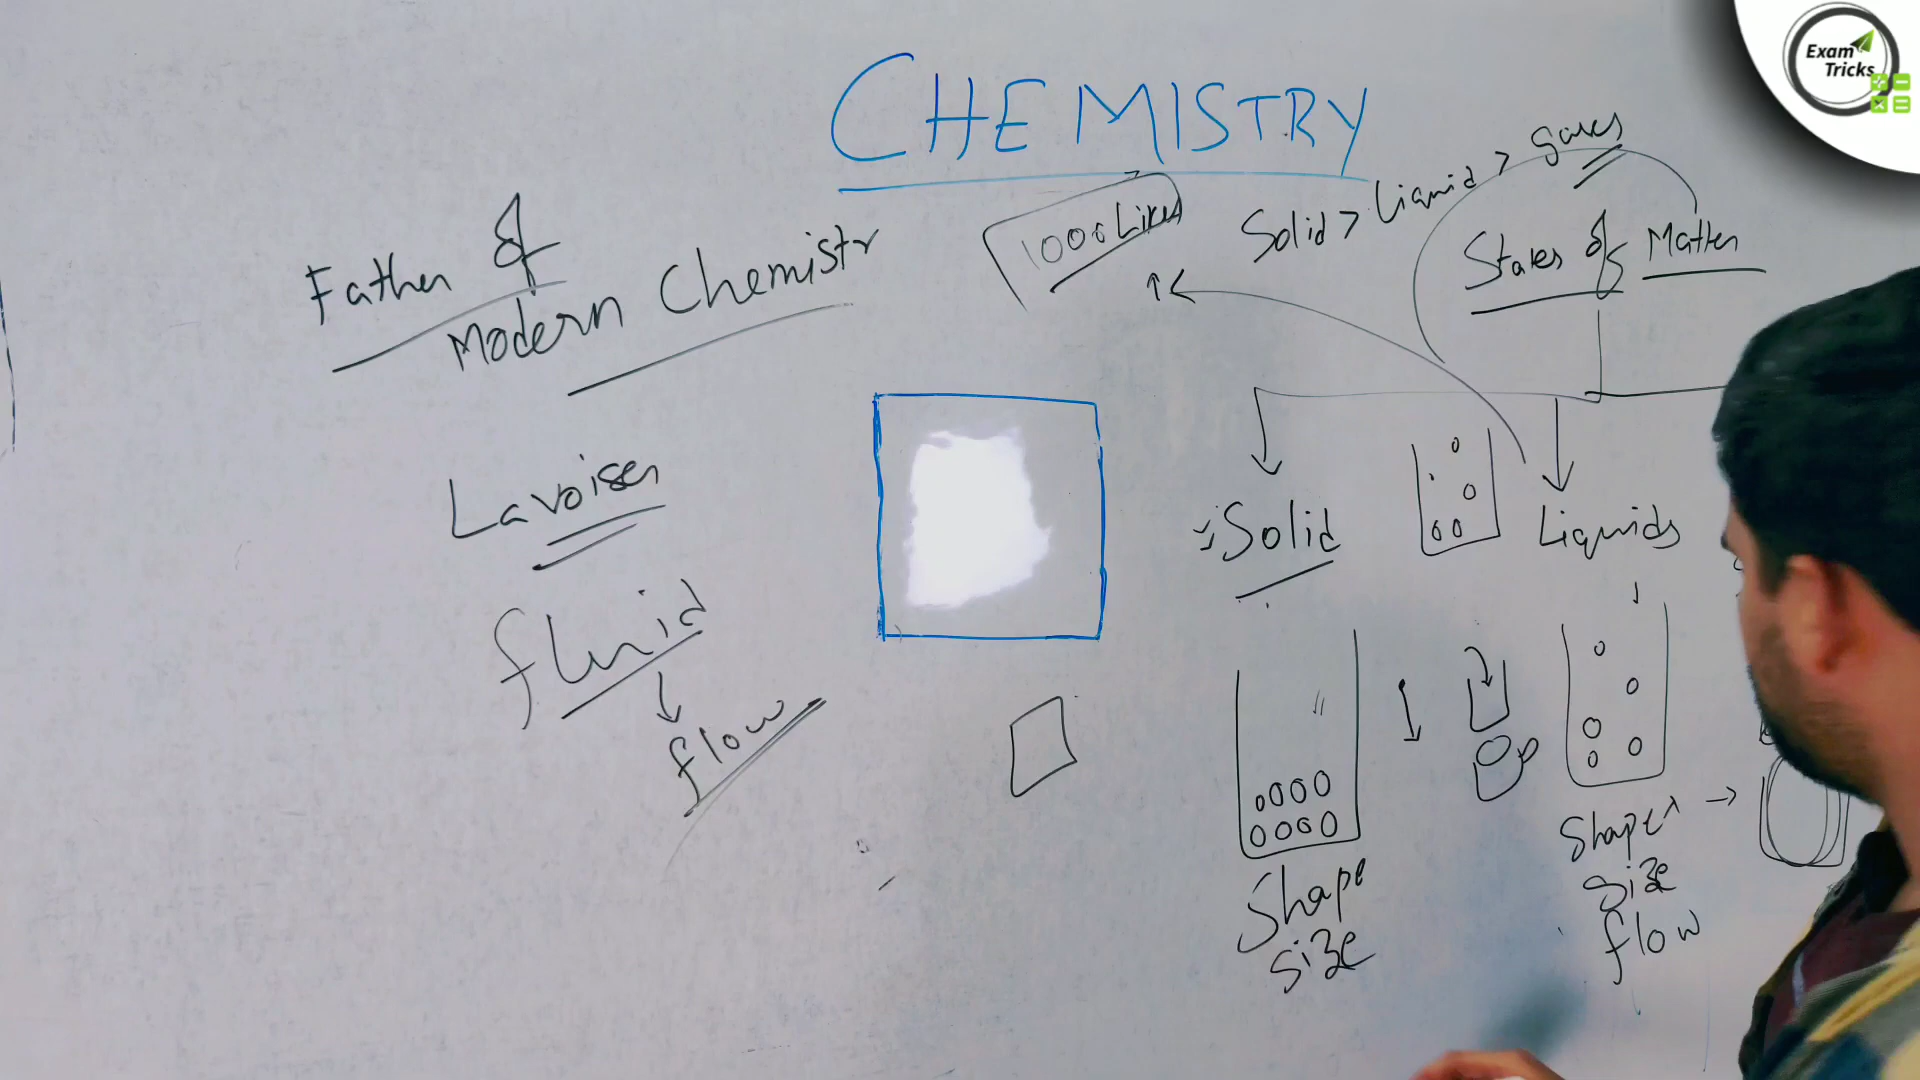 CHEMISTRY
Exam
Tricks
Father of
Modern Chemistr
1000 Likes
Solid > Liquid > gases
States of Matter
Lavoiser
fluid
flow
Solid
Liquids
Shape
size
Shape x →
size
flow